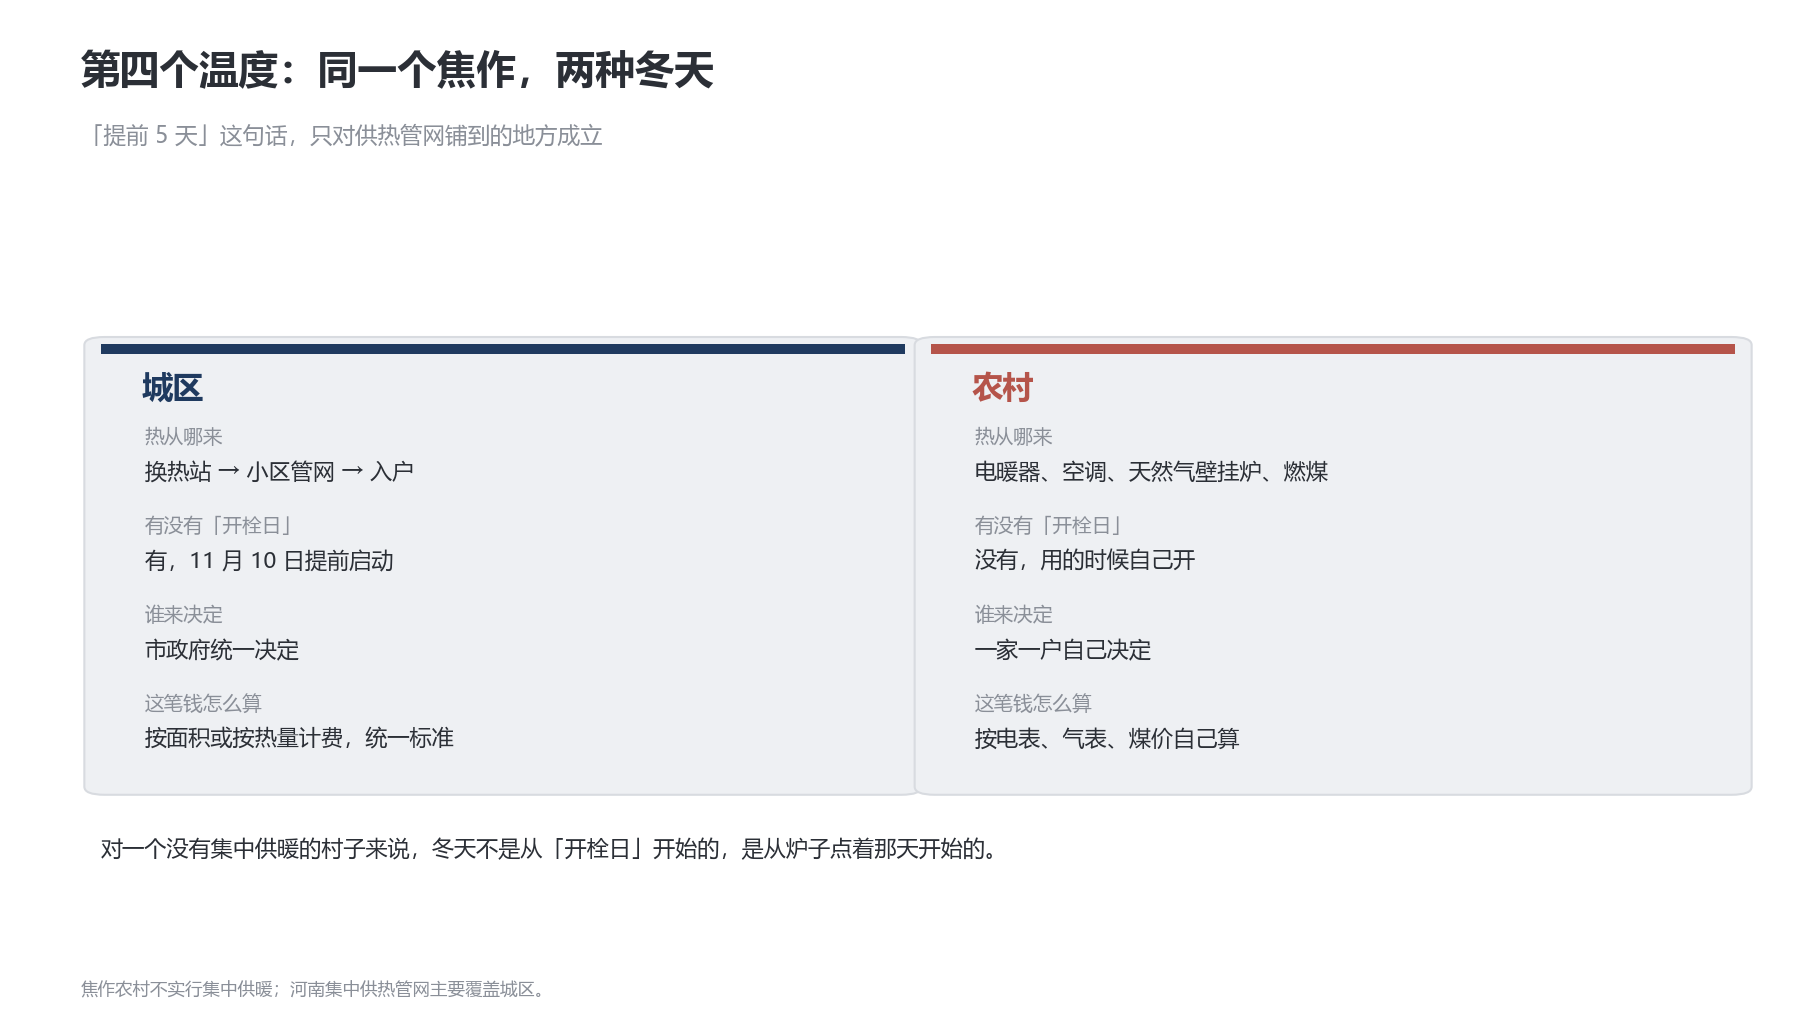 第四个温度：同一个焦作，两种冬天
「提前 5 天」这句话，只对供热管网铺到的地方成立
城区
热从哪来
换热站 → 小区管网 → 入户
有没有「开栓日」
有，11 月 10 日提前启动
谁来决定
市政府统一决定
这笔钱怎么算
按面积或按热量计费，统一标准
农村
热从哪来
电暖器、空调、天然气壁挂炉、燃煤
有没有「开栓日」
没有，用的时候自己开
谁来决定
一家一户自己决定
这笔钱怎么算
按电表、气表、煤价自己算
对一个没有集中供暖的村子来说，冬天不是从「开栓日」开始的，是从炉子点着那天开始的。
焦作农村不实行集中供暖；河南集中供热管网主要覆盖城区。